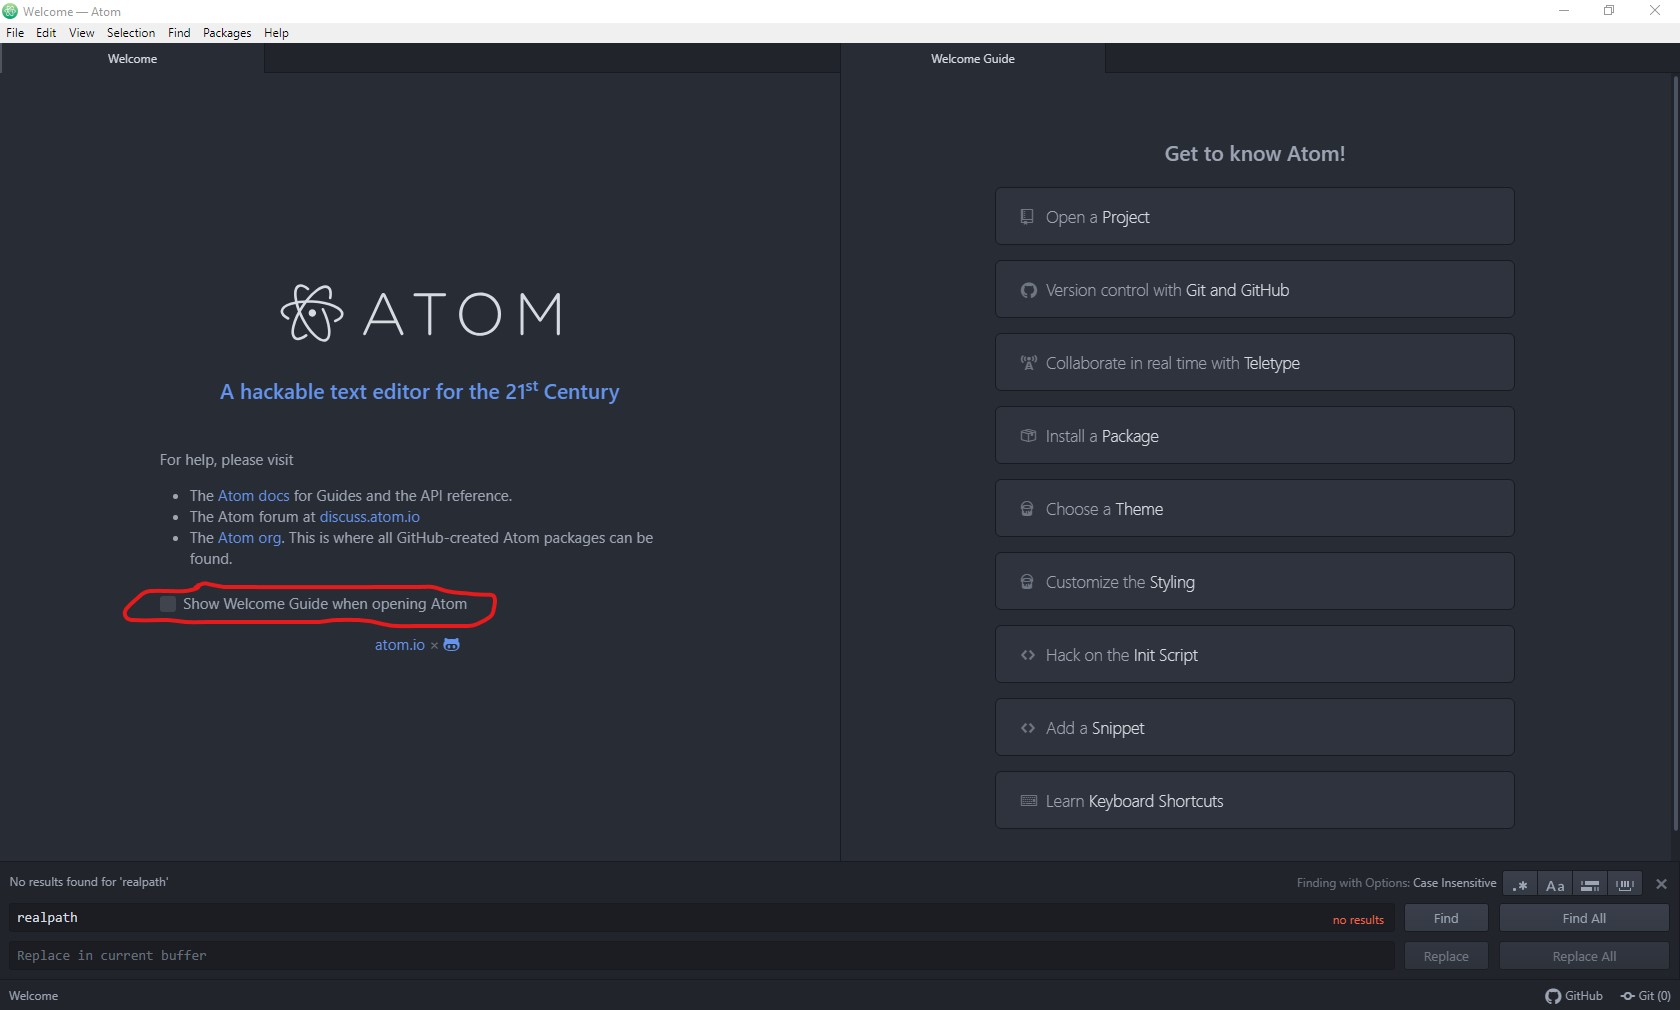 Welcome — Atom
File Edit View Selection Find Packages Help
Welcome
Welcome Guide
ATOM
A hackable text editor for the 21st Century
For help, please visit
• The Atom docs for Guides and the API reference.
• The Atom forum at discuss.atom.io
• The Atom org. This is where all GitHub-created Atom packages can be
found.
Show Welcome Guide when opening Atom
atom.io ×
Get to know Atom!
Open a Project
Version control with Git and GitHub
Collaborate in real time with Teletype
Install a Package
Choose a Theme
Customize the Styling
Hack on the Init Script
Add a Snippet
Learn Keyboard Shortcuts
No results found for 'realpath'
Finding with Options: Case Insensitive
.* Aa
realpath
no results
Find
Find All
Replace in current buffer
Replace
Replace All
Welcome
GitHub
Git (0)